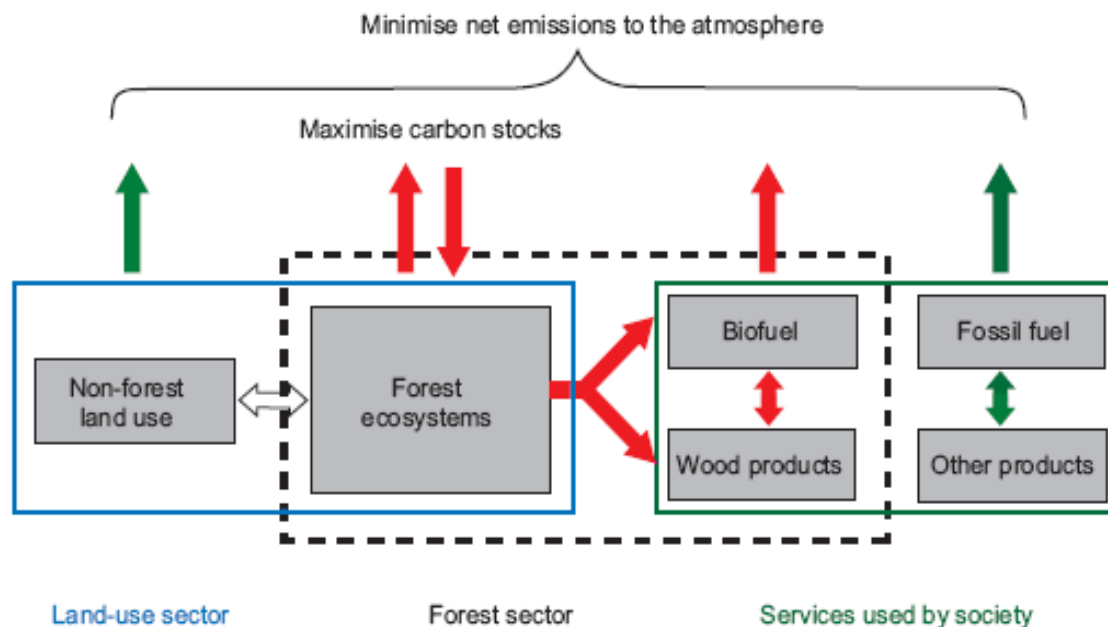 Minimise net emissions to the atmosphere
Maximise carbon stocks
Non-forest
land use
Forest
ecosystems
Biofuel
Wood products
Fossil fuel
Other products
Land-use sector
Forest sector
Services used by society